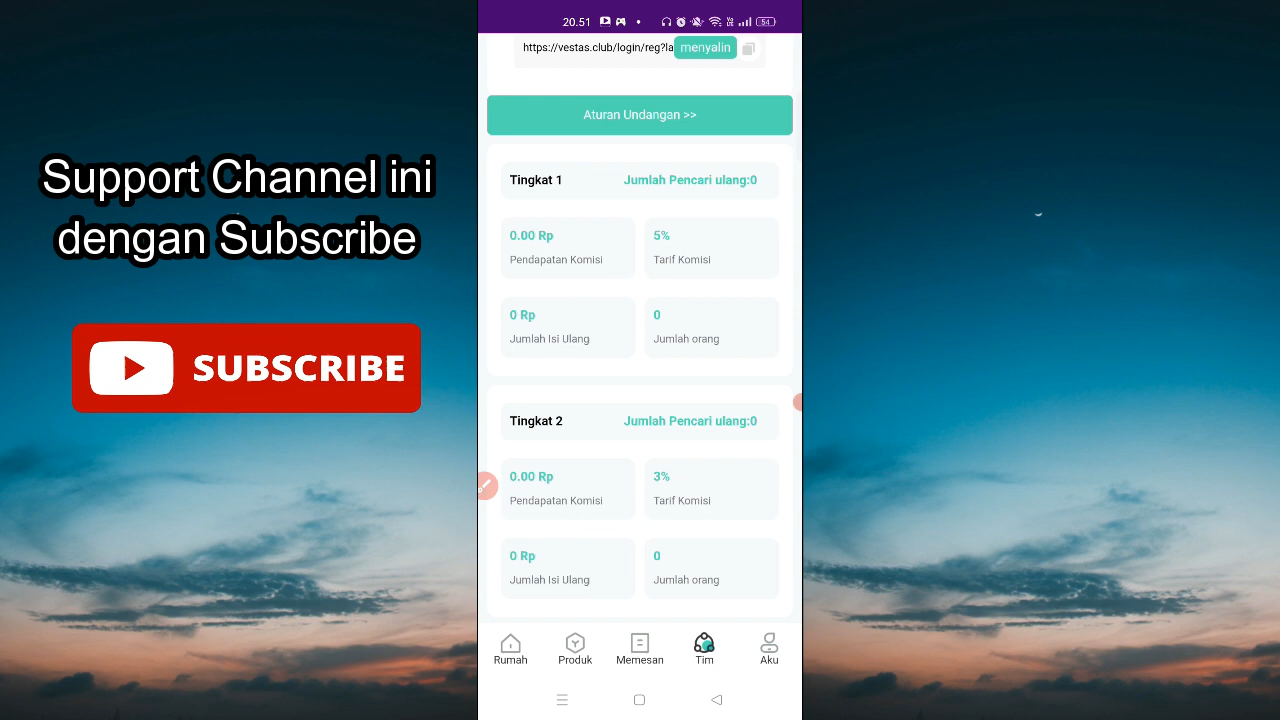 Support Channel ini
dengan Subscribe
SUBSCRIBE
20.51
54
https://vestas.club/login/reg?la
menyalin
Aturan Undangan >>
Tingkat 1 Jumlah Pencari ulang:0
0.00 Rp 5%
Pendapatan Komisi Tarif Komisi
0 Rp 0
Jumlah Isi Ulang Jumlah orang
Tingkat 2 Jumlah Pencari ulang:0
0.00 Rp 3%
Pendapatan Komisi Tarif Komisi
0 Rp 0
Jumlah Isi Ulang Jumlah orang
Rumah Produk Memesan Tim Aku